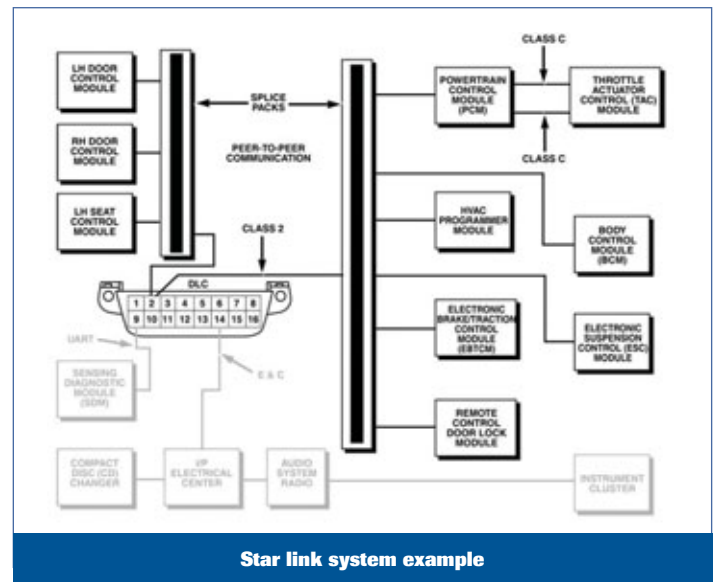 LH DOOR
CONTROL
MODULE
RH DOOR
CONTROL
MODULE
LH SEAT
CONTROL
MODULE
SPLICE
PACKS
PEER-TO-PEER
COMMUNICATION
CLASS 2
DLC
1 2 3 4 5 6 7 8
9 10 11 12 13 14 15 16
UART
E & C
SENSING
DIAGNOSTIC
MODULE
(SDM)
COMPACT
DISC (CD)
CHANGER
I/P
ELECTRICAL
CENTER
AUDIO
SYSTEM
RADIO
INSTRUMENT
CLUSTER
CLASS C
POWERTRAIN
CONTROL
MODULE
(PCM)
THROTTLE
ACTUATOR
CONTROL (TAC)
MODULE
CLASS C
HVAC
PROGRAMMER
MODULE
BODY
CONTROL
MODULE
(BCM)
ELECTRONIC
BRAKE/TRACTION
CONTROL
MODULE
(EBTCM)
ELECTRONIC
SUSPENSION
CONTROL (ESC)
MODULE
REMOTE
CONTROL
DOOR LOCK
MODULE
Star link system example